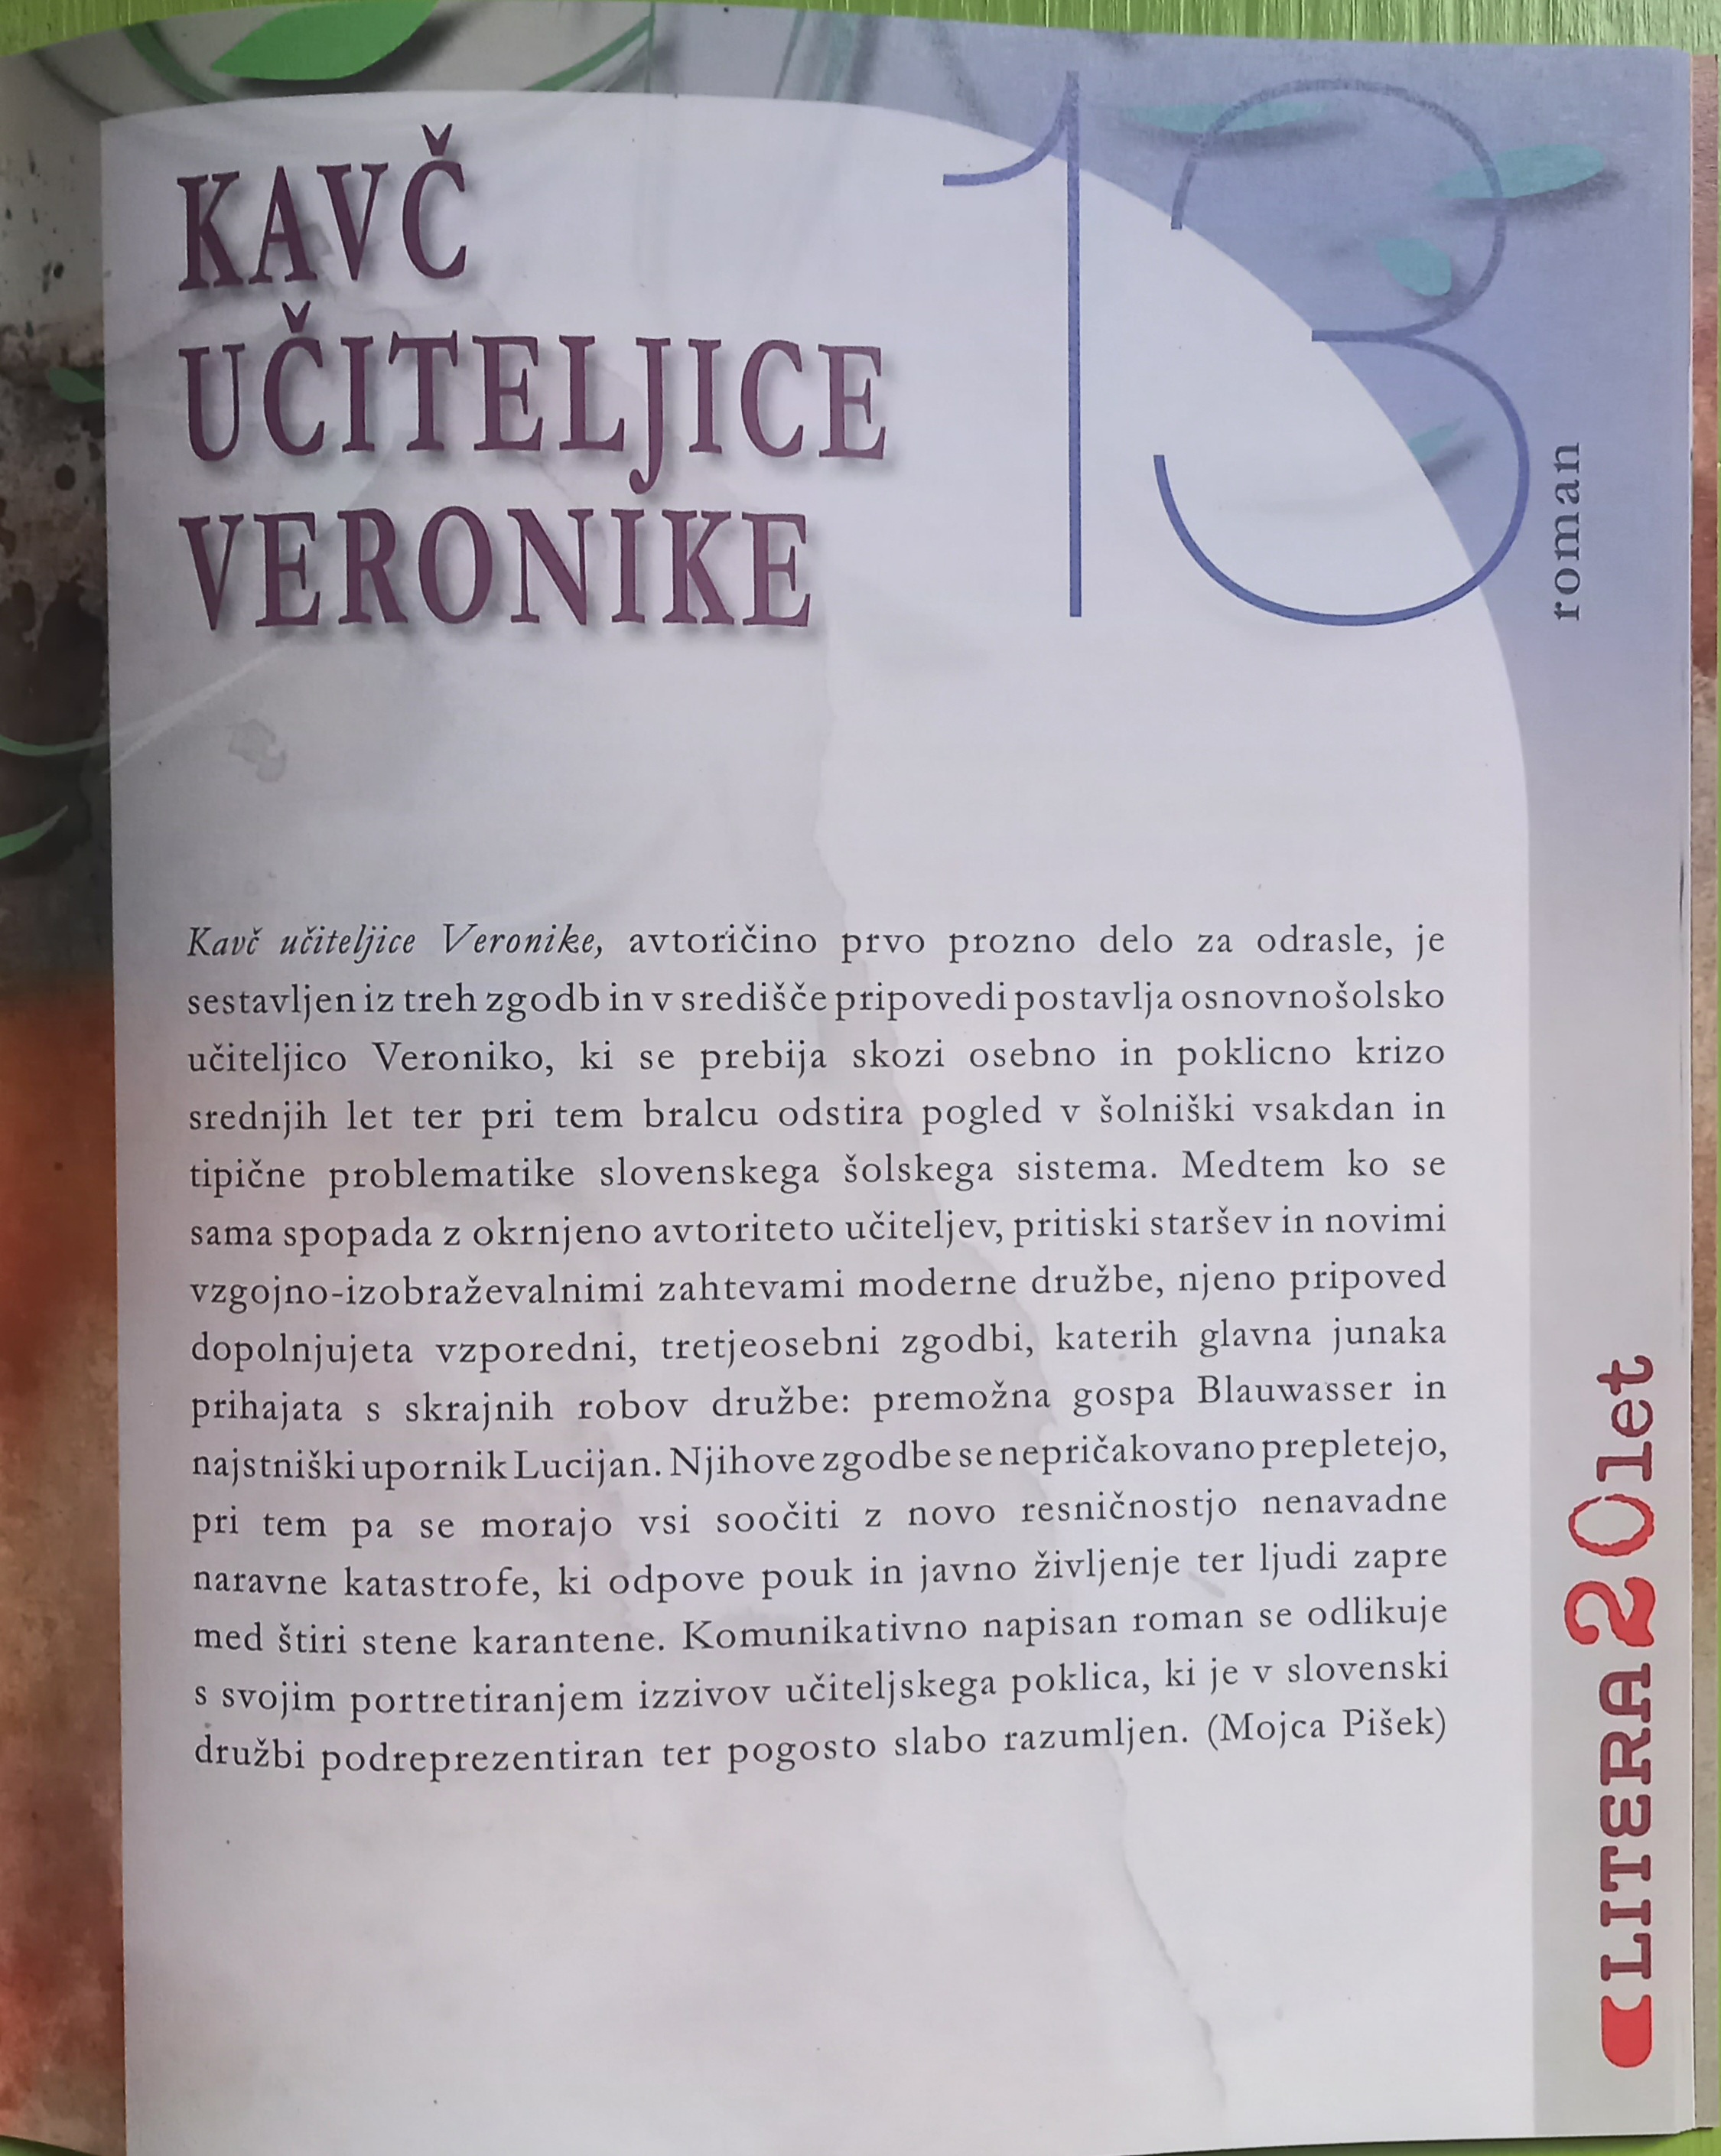 KAVČ
UČITELJICE
VERONIKE
13
roman
Kavč učiteljice Veronike, avtoričino prvo prozno delo za odrasle, je
sestavljen iz treh zgodb in v središče pripovedi postavlja osnovnošolsko
učiteljico Veroniko, ki se prebija skozi osebno in poklicno krizo
srednjih let ter pri tem bralcu odstira pogled v šolniški vsakdan in
tipične problematike slovenskega šolskega sistema. Medtem ko se
sama spopada z okrnjeno avtoriteto učiteljev, pritiski staršev in novimi
vzgojno-izobraževalnimi zahtevami moderne družbe, njeno pripoved
dopolnjujeta vzporedni, tretjeosebni zgodbi, katerih glavna junaka
prihajata s skrajnih robov družbe: premožna gospa Blauwasser in
najstniški upornik Lucijan. Njihove zgodbe se nepričakovano prepletejo,
pri tem pa se morajo vsi soočiti z novo resničnostjo nenavadne
naravne katastrofe, ki odpove pouk in javno življenje ter ljudi zapre
med štiri stene karantene. Komunikativno napisan roman se odlikuje
s svojim portretiranjem izzivov učiteljskega poklica, ki je v slovenski
družbi podreprezentiran ter pogosto slabo razumljen. (Mojca Pišek)
LITERA 20let